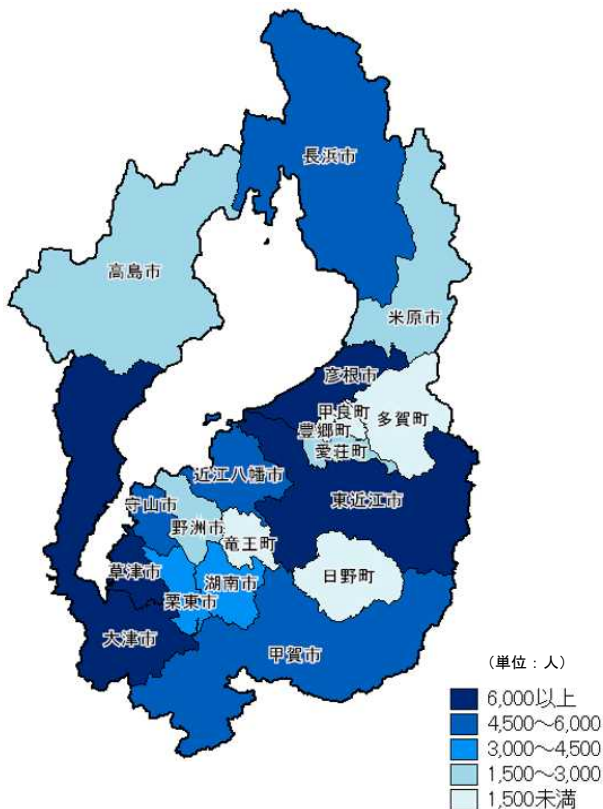 長浜市
高島市
米原市
彦根市
甲良町
多賀町
豊郷町
愛荘町
近江八幡市
東近江市
守山市
野洲市
竜王町
草津市
湖南市
日野町
栗東市
大津市
甲賀市
(単位:人)
6,000以上
4,500~6,000
3,000~4,500
1,500~3,000
1,500未満